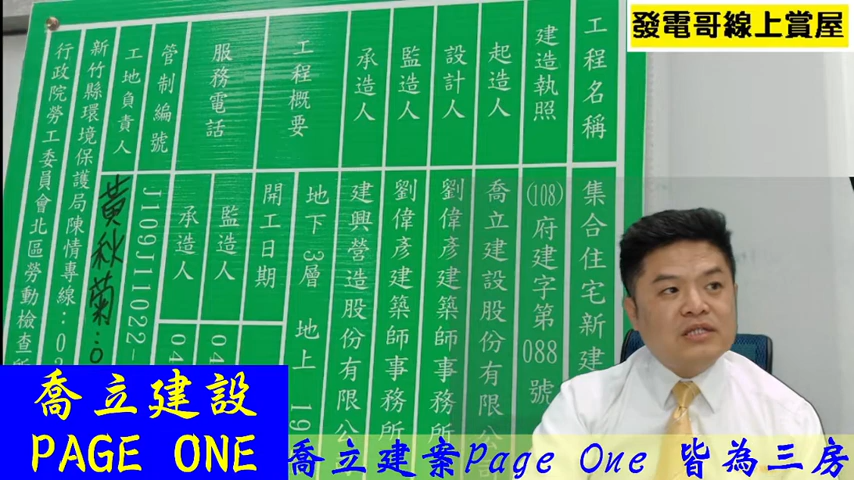 發電哥線上賞屋
工程名稱
集合住宅新建
建造執照
(108)府建字第088號
起造人
喬立建設股份有限公司
設計人
劉偉彥建築師事務所
監造人
劉偉彥建築師事務所
承造人
建興營造股份有限公
工程概要
地下3層 地上19
開工日期
服務電話
監造人
04
承造人
04
管制編號
J109J11022-
工地負責人
黃秋菊:0
新竹縣環境保護局陳情專線:03
行政院勞工委員會北區勞動檢查所
喬立建設
PAGE ONE
喬立建案Page One 皆為三房